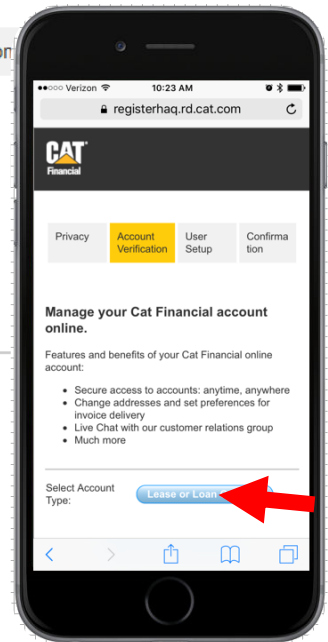 on
Verizon
10:23 AM
registerhaq.rd.cat.com
CAT
Financial
Privacy
Account
Verification
User
Setup
Confirma
tion
Manage your Cat Financial account
online.
Features and benefits of your Cat Financial online
account:
• Secure access to accounts: anytime, anywhere
• Change addresses and set preferences for
invoice delivery
• Live Chat with our customer relations group
• Much more
Select Account
Type:
Lease or Loan